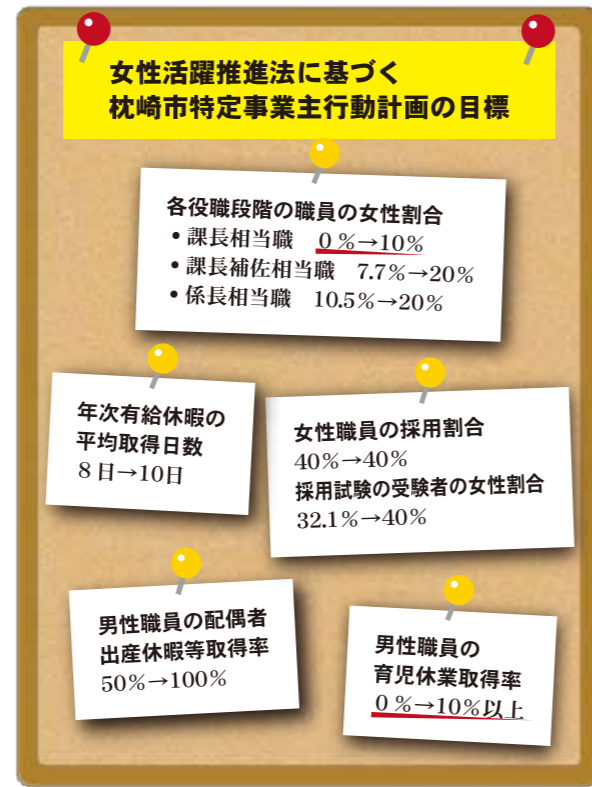 女性活躍推進法に基づく
枕崎市特定事業主行動計画の目標
各役職段階の職員の女性割合
•課長相当職　0％→10％
•課長補佐相当職　7.7％→20％
•係長相当職　10.5％→20％
年次有給休暇の
平均取得日数
8日→10日
女性職員の採用割合
40％→40％
採用試験の受験者の女性割合
32.1％→40％
男性職員の配偶者
出産休暇等取得率
50％→100％
男性職員の
育児休業取得率
0％→10％以上